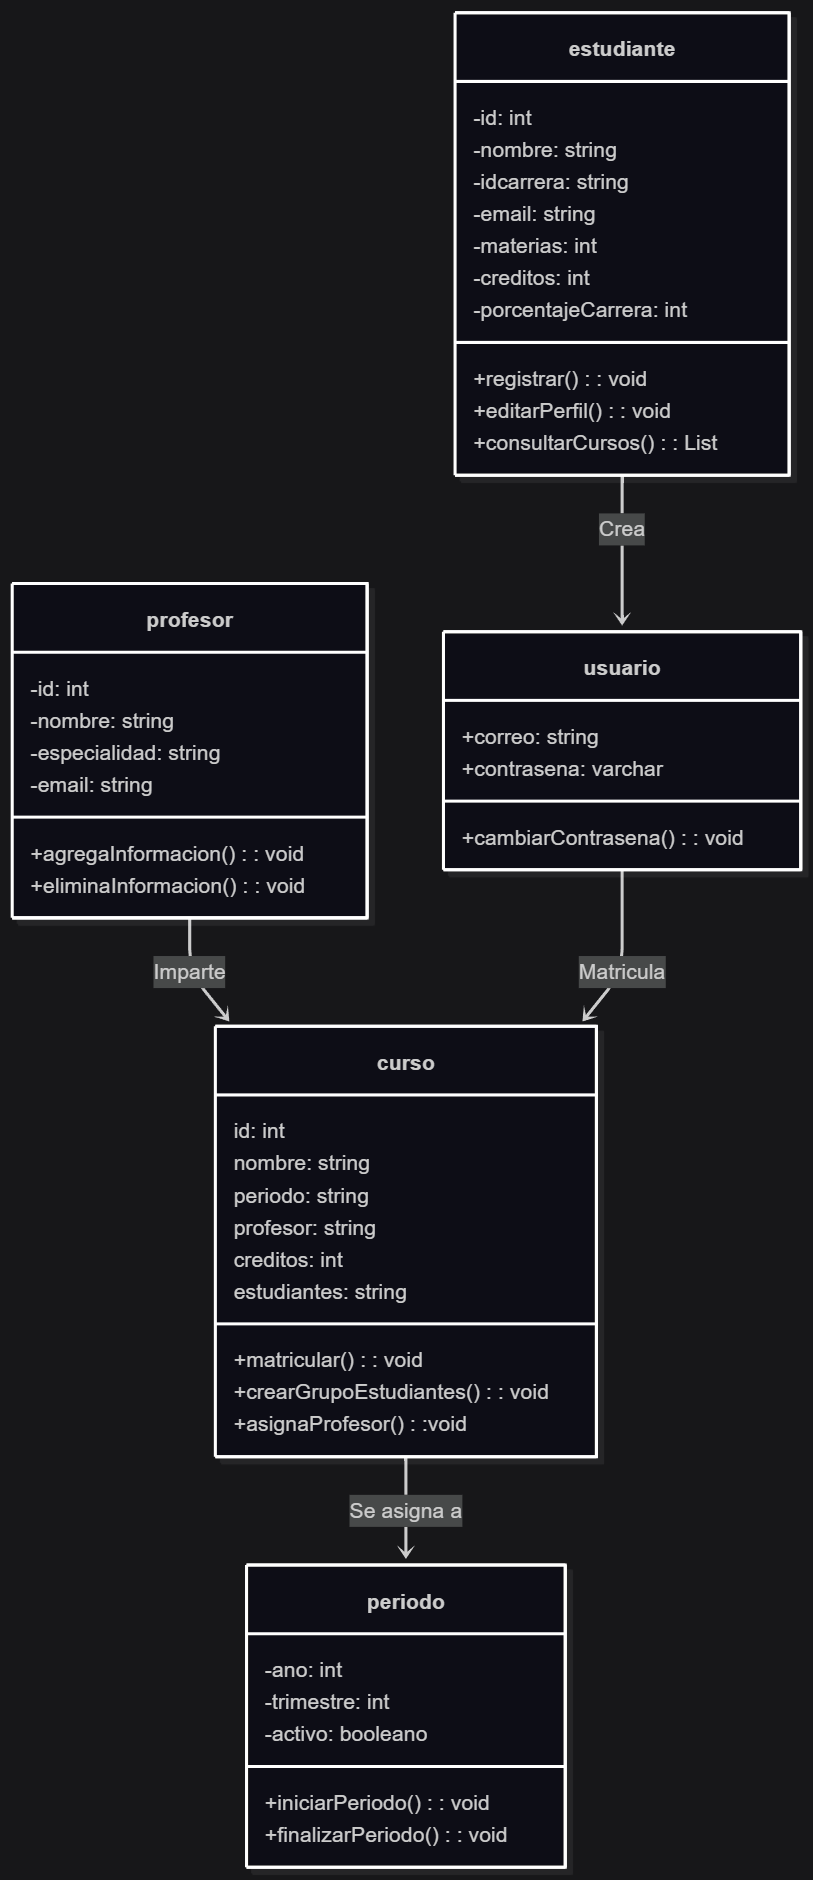 estudiante
-id: int
-nombre: string
-idcarrera: string
-email: string
-materias: int
-creditos: int
-porcentajeCarrera: int
+registrar() : : void
+editarPerfil() : : void
+consultarCursos() : : List
Crea
profesor
-id: int
-nombre: string
-especialidad: string
-email: string
+agregaInformacion() : : void
+eliminaInformacion() : : void
usuario
+correo: string
+contrasena: varchar
+cambiarContrasena() : : void
Imparte
Matricula
curso
id: int
nombre: string
periodo: string
profesor: string
creditos: int
estudiantes: string
+matricular() : : void
+crearGrupoEstudiantes() : : void
+asignaProfesor() : :void
Se asigna a
periodo
-ano: int
-trimestre: int
-activo: booleano
+iniciarPeriodo() : : void
+finalizarPeriodo() : : void